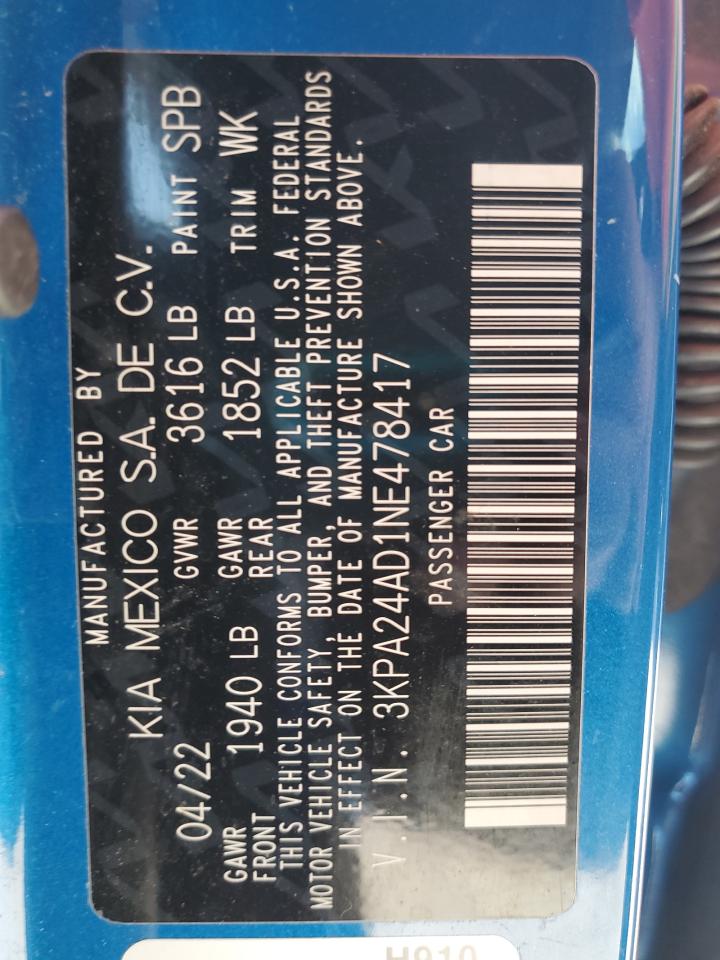 MANUFACTURED BY
KIA MEXICO S.A. DE C.V.
04/22 GVWR 3616 LB PAINT SPB
GAWR FRONT 1940 LB GAWR REAR 1852 LB TRIM WK
THIS VEHICLE CONFORMS TO ALL APPLICABLE U.S.A. FEDERAL
MOTOR VEHICLE SAFETY, BUMPER, AND THEFT PREVENTION STANDARDS
IN EFFECT ON THE DATE OF MANUFACTURE SHOWN ABOVE.
V.I.N. 3KPA24AD1NE478417
PASSENGER CAR